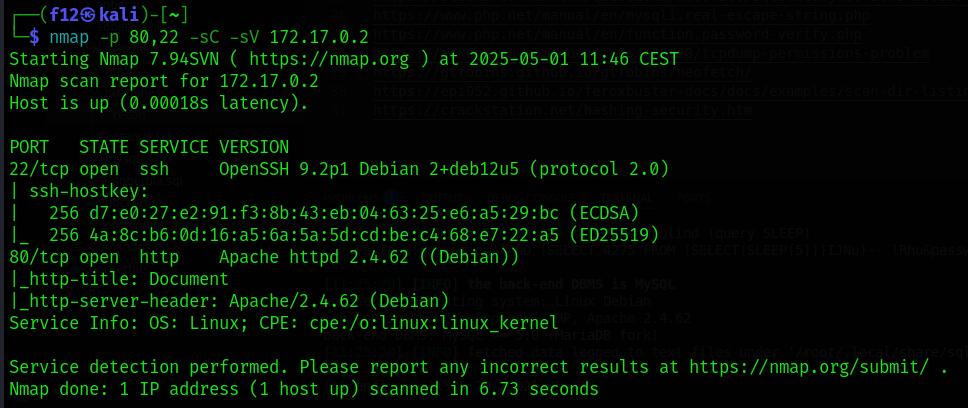 ┌──(f12㉿kali)-[~]
└─$ nmap -p 80,22 -sC -sV 172.17.0.2
Starting Nmap 7.94SVN ( https://nmap.org ) at 2025-05-01 11:46 CEST
Nmap scan report for 172.17.0.2
Host is up (0.00018s latency).

PORT   STATE SERVICE VERSION
22/tcp open  ssh     OpenSSH 9.2p1 Debian 2+deb12u5 (protocol 2.0)
| ssh-hostkey:
|   256 d7:e0:27:e2:91:f3:8b:43:eb:04:63:25:e6:a5:29:bc (ECDSA)
|_  256 4a:8c:b6:0d:16:a5:6a:5a:5d:cd:be:c4:68:e7:22:a5 (ED25519)
80/tcp open  http    Apache httpd 2.4.62 ((Debian))
|_http-title: Document
|_http-server-header: Apache/2.4.62 (Debian)
Service Info: OS: Linux; CPE: cpe:/o:linux:linux_kernel

Service detection performed. Please report any incorrect results at https://nmap.org/submit/ .
Nmap done: 1 IP address (1 host up) scanned in 6.73 seconds